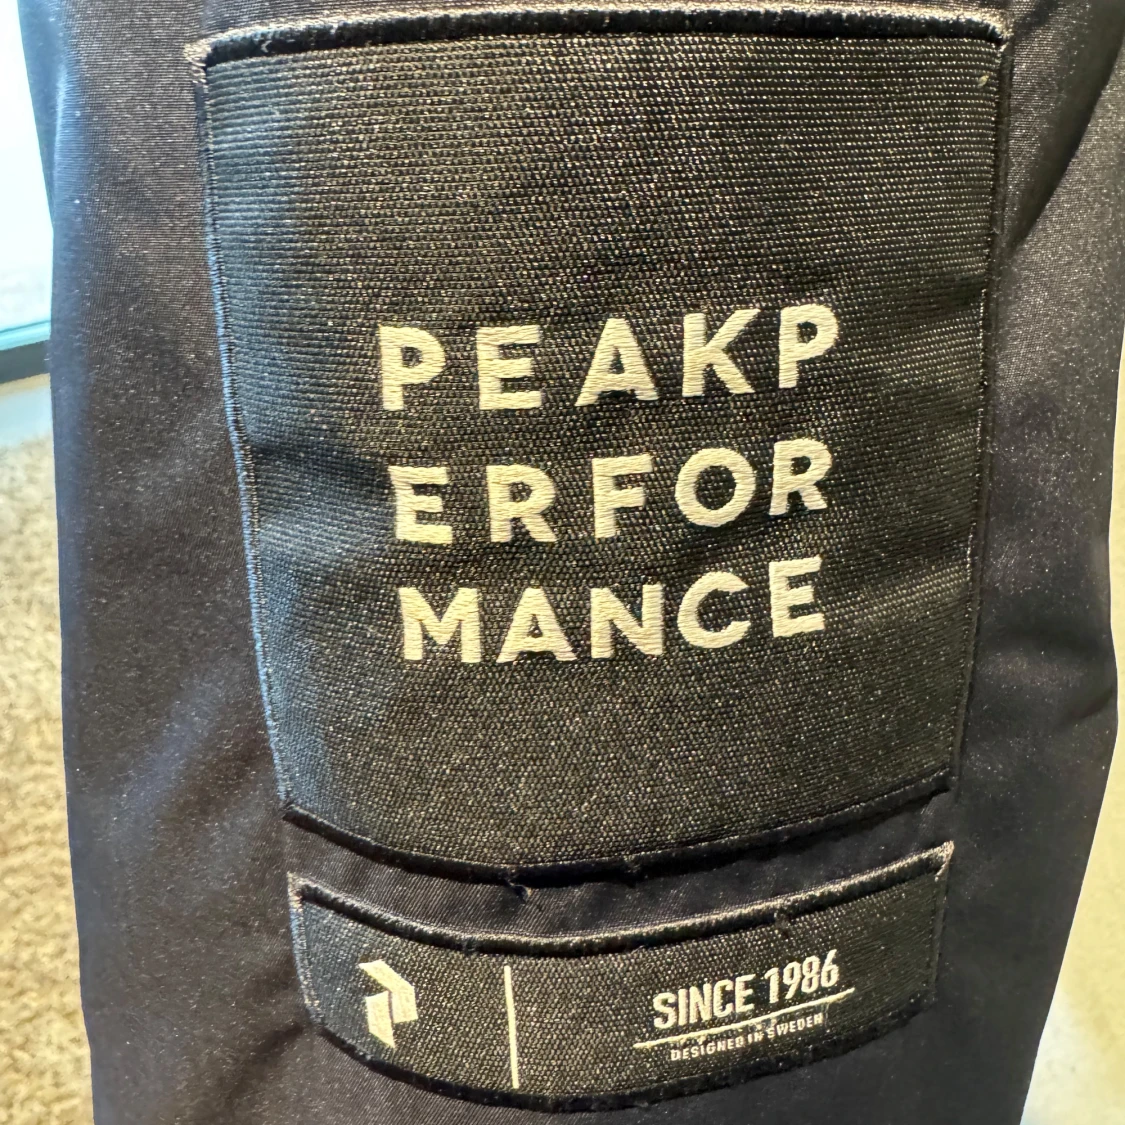 PEAKP
ERFOR
MANCE
SINCE 1986
DESIGNED IN SWEDEN